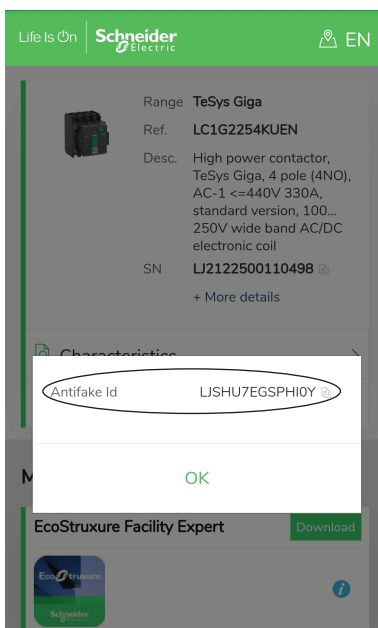 Life Is On | Schneider Electric EN
Range TeSys Giga
Ref. LC1G2254KUEN
Desc. High power contactor,
TeSys Giga, 4 pole (4NO),
AC-1 <=440V 330A,
standard version, 100...
250V wide band AC/DC
electronic coil
SN LJ2122500110498
+ More details
Characteristics
Antifake Id LJSHU7EGSPHI0Y
OK
M
EcoStruxure Facility Expert Download
EcoStruxure
Schneider
Electric